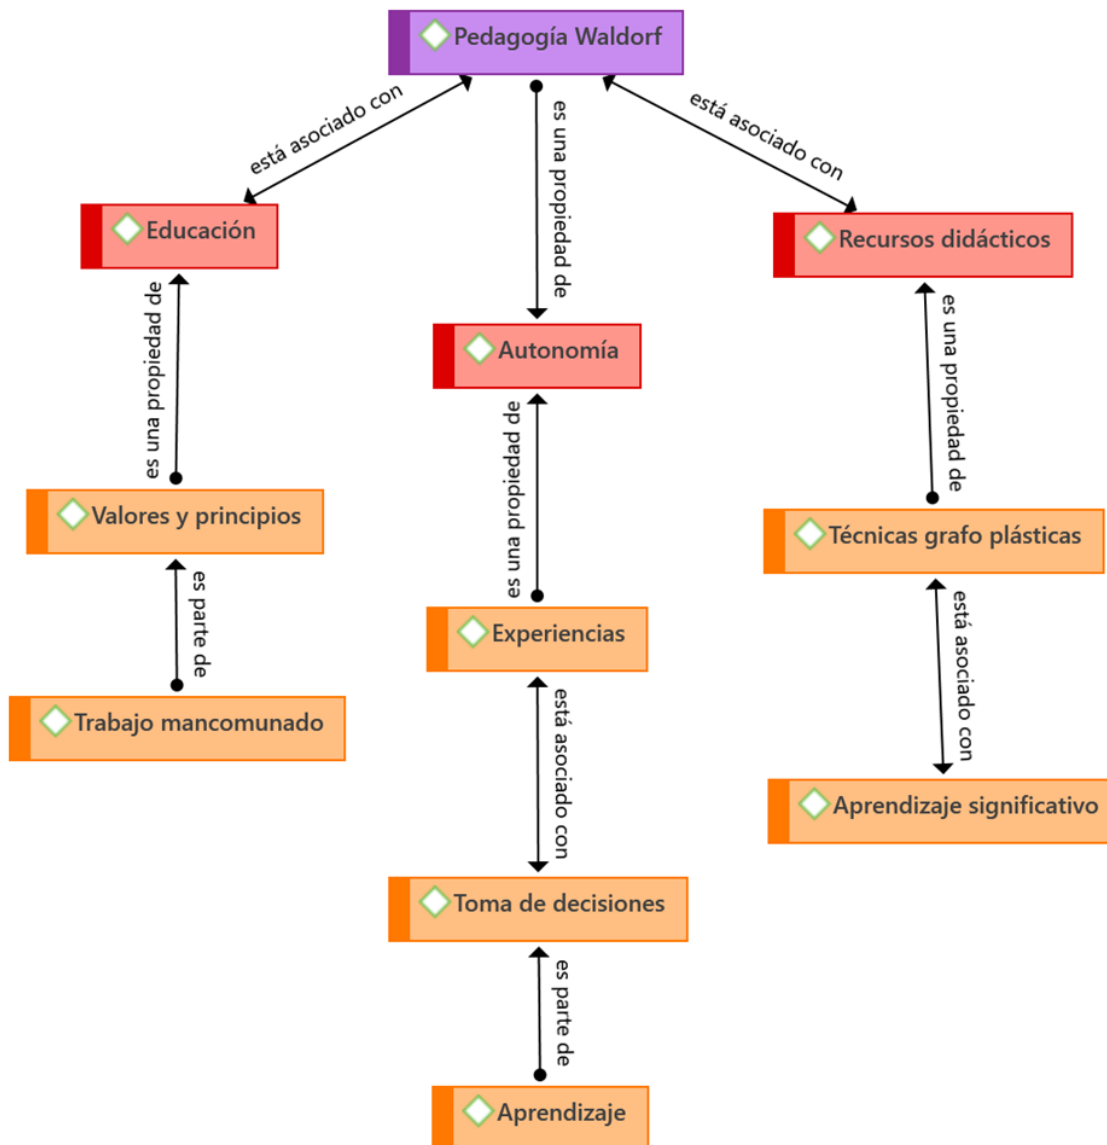 Pedagogía Waldorf
está asociado con
es una propiedad de
está asociado con
Educación
Recursos didácticos
es una propiedad de
Autonomía
es una propiedad de
es una propiedad de
Valores y principios
Técnicas grafo plásticas
es parte de
Experiencias
está asociado con
Trabajo mancomunado
está asociado con
Aprendizaje significativo
Toma de decisiones
es parte de
Aprendizaje